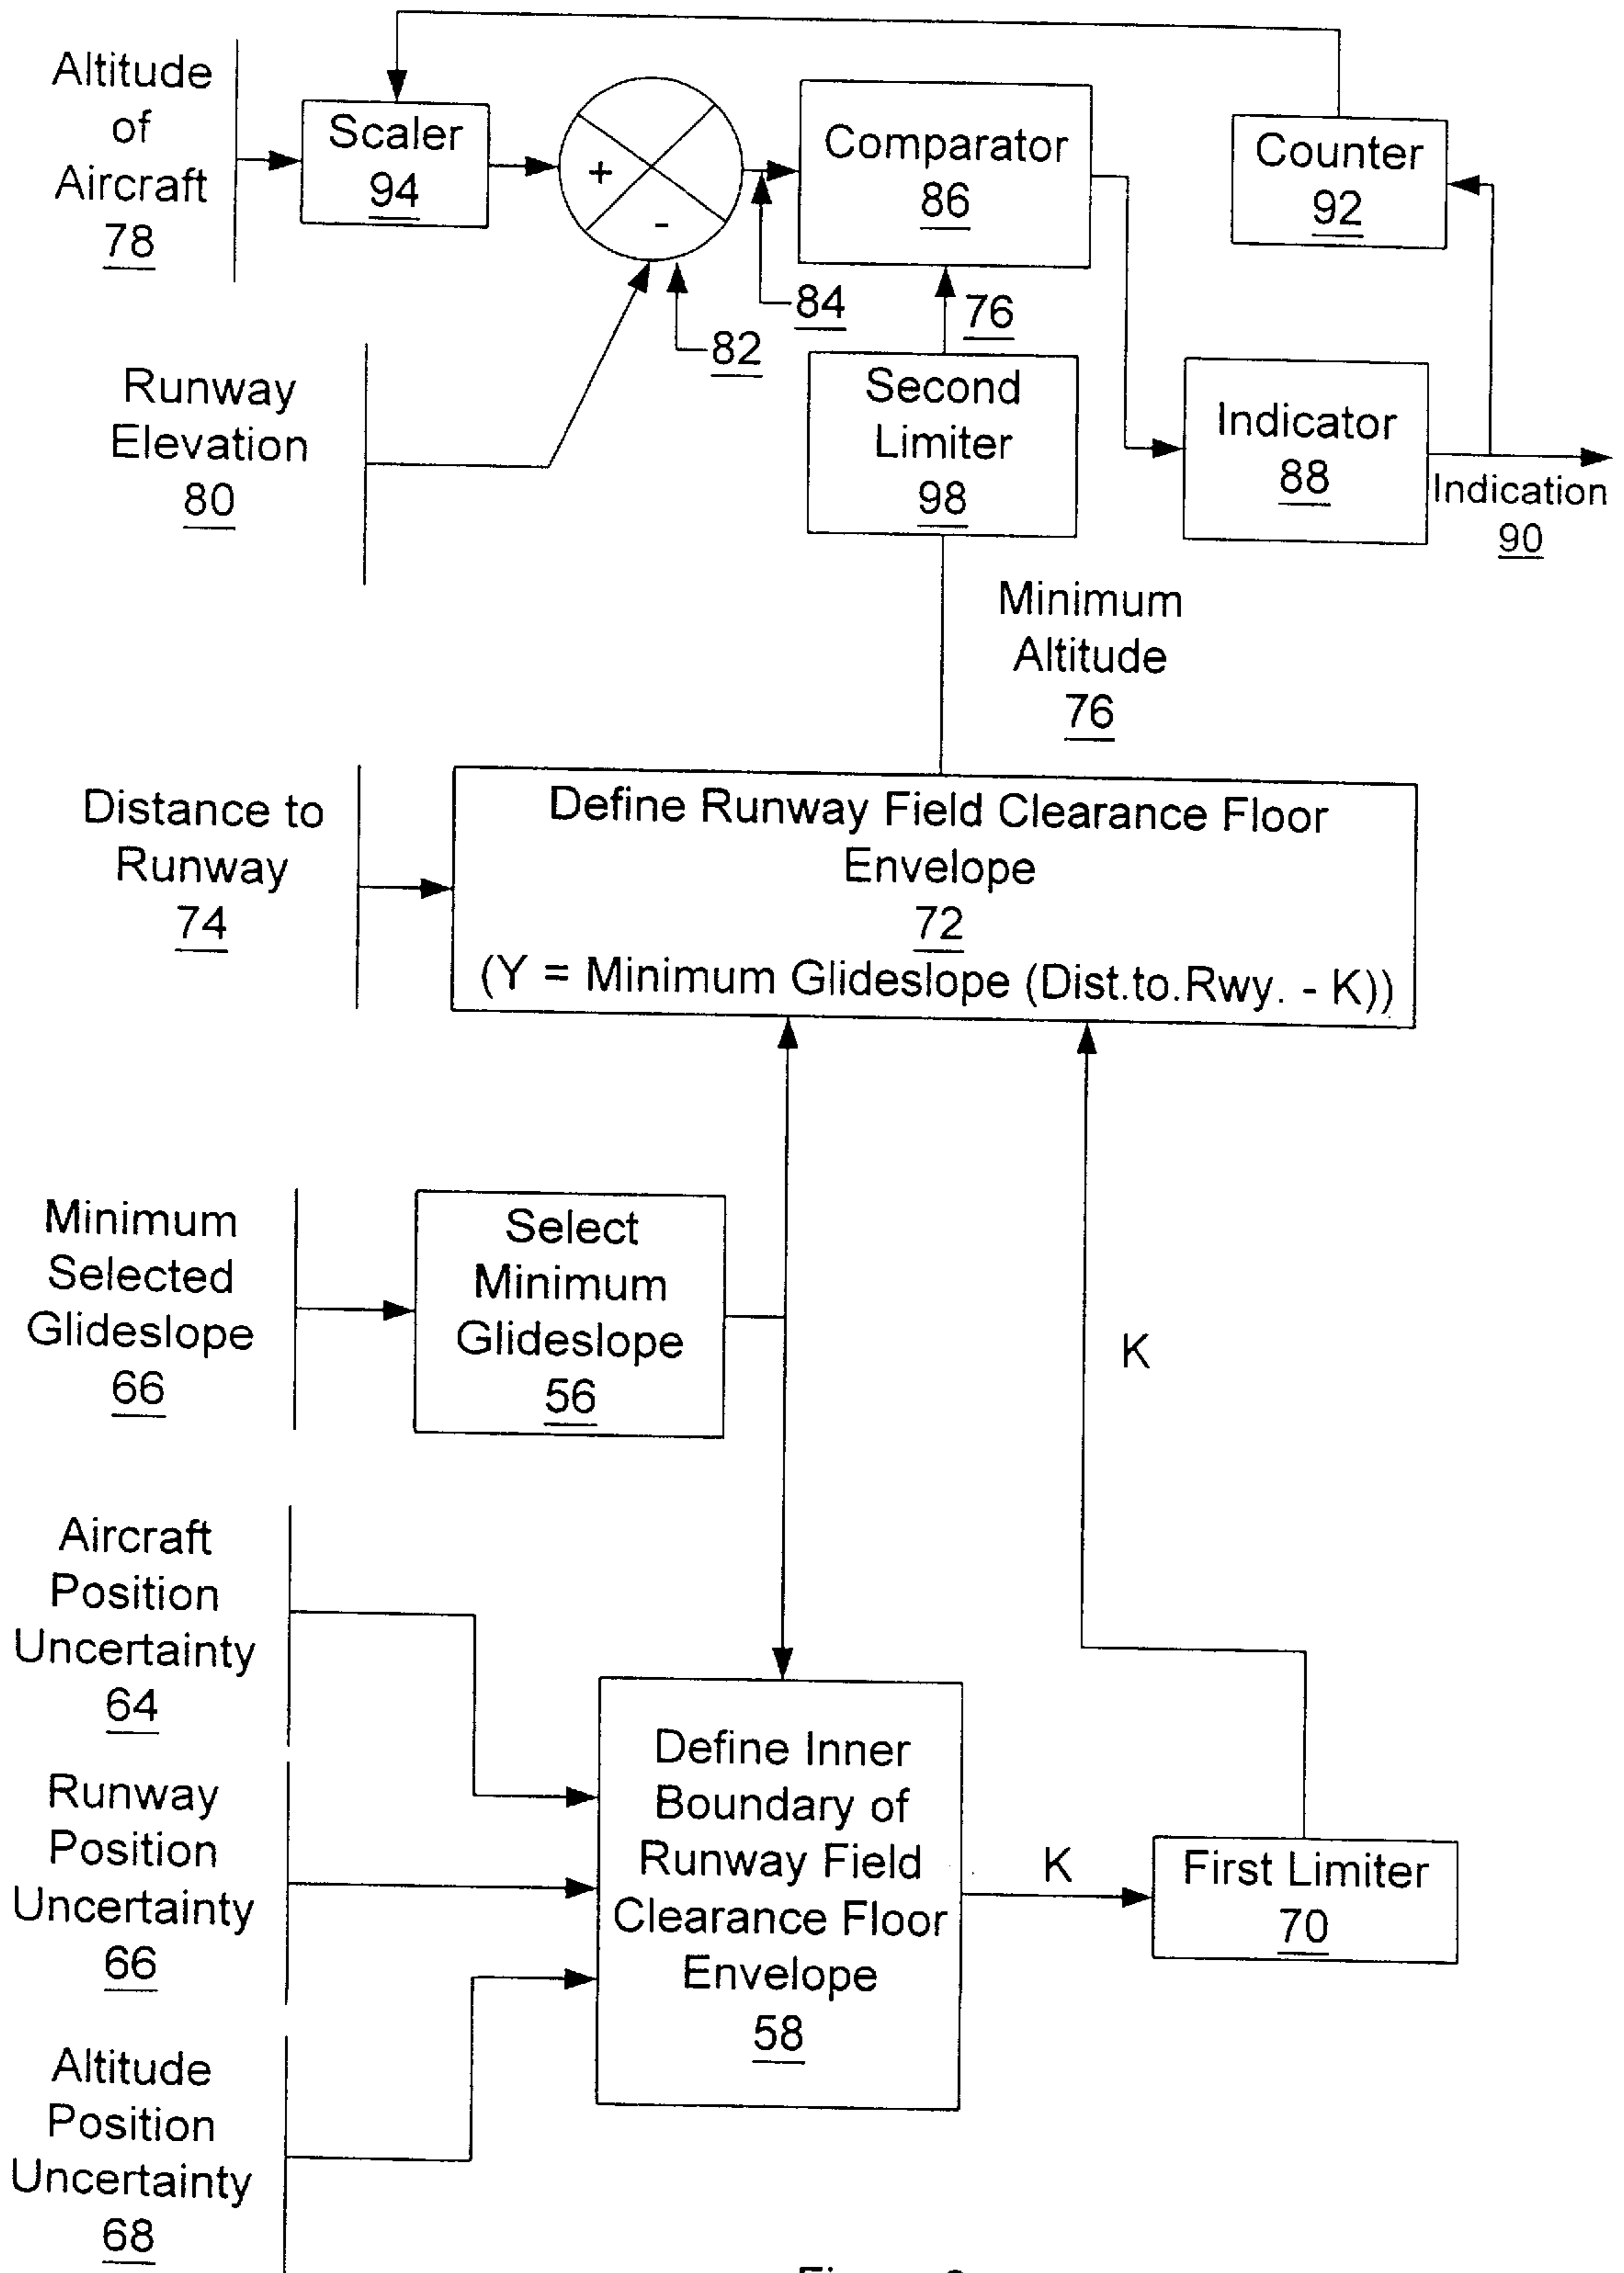 Altitude
of
Aircraft
78
Scaler
94
+
-
Comparator
86
Counter
92
84
82
76
Runway
Elevation
80
Second
Limiter
98
Indicator
88
Indication
90
Minimum
Altitude
76
Distance to
Runway
74
Define Runway Field Clearance Floor
Envelope
72
(Y = Minimum Glideslope (Dist.to.Rwy. - K))
Minimum
Selected
Glideslope
66
Select
Minimum
Glideslope
56
K
Aircraft
Position
Uncertainty
64
Runway
Position
Uncertainty
66
Altitude
Position
Uncertainty
68
Define Inner
Boundary of
Runway Field
Clearance Floor
Envelope
58
K
First Limiter
70